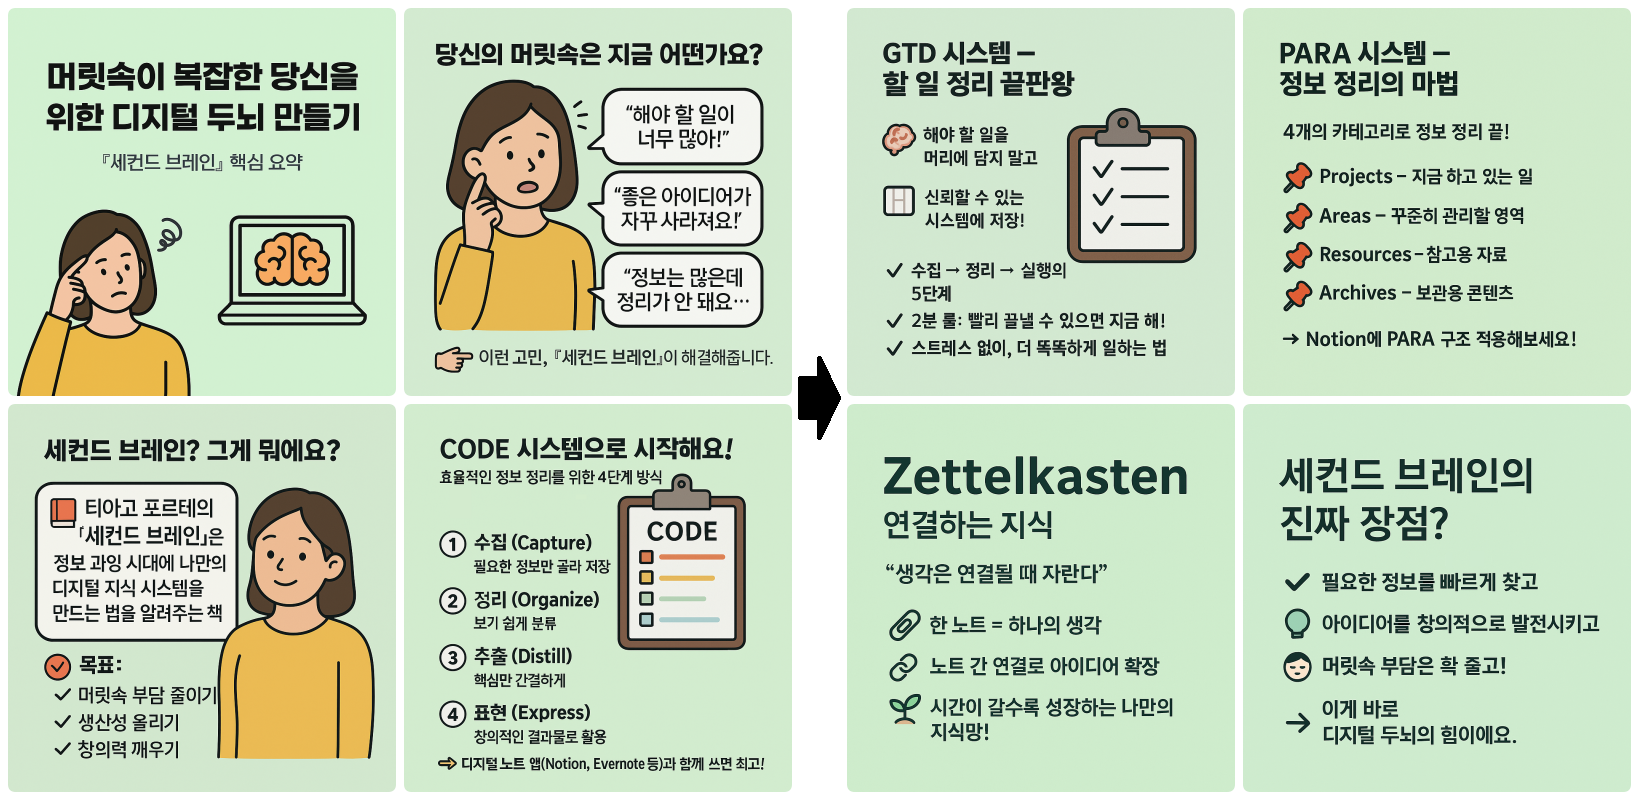 머릿속이 복잡한 당신을
위한 디지털 두뇌 만들기
『세컨드 브레인』 핵심 요약
당신의 머릿속은 지금 어떤가요?
“해야 할 일이
너무 많아!”
“좋은 아이디어가
자꾸 사라져요!”
“정보는 많은데
정리가 안 돼요…
이런 고민, 『세컨드 브레인』이 해결해줍니다.
세컨드 브레인? 그게 뭐에요?
티아고 포르테의
「세컨드 브레인」은
정보 과잉 시대에 나만의
디지털 지식 시스템을
만드는 법을 알려주는 책
목표:
머릿속 부담 줄이기
생산성 올리기
창의력 깨우기
CODE 시스템으로 시작해요!
효율적인 정보 정리를 위한 4단계 방식
CODE
1 수집 (Capture)
필요한 정보만 골라 저장
2 정리 (Organize)
보기 쉽게 분류
3 추출 (Distill)
핵심만 간결하게
4 표현 (Express)
창의적인 결과물로 활용
디지털 노트 앱(Notion, Evernote 등)과 함께 쓰면 최고!
GTD 시스템 –
할 일 정리 끝판왕
해야 할 일을
머리에 담지 말고
신뢰할 수 있는
시스템에 저장!
수집 → 정리 → 실행의
5단계
2분 룰: 빨리 끌낼 수 있으면 지금 해!
스트레스 없이, 더 똑똑하게 일하는 법
PARA 시스템 –
정보 정리의 마법
4개의 카테고리로 정보 정리 끝!
Projects – 지금 하고 있는 일
Areas – 꾸준히 관리할 영역
Resources – 참고용 자료
Archives – 보관용 콘텐츠
→ Notion에 PARA 구조 적용해보세요!
Zettelkasten
연결하는 지식
“생각은 연결될 때 자란다”
한 노트 = 하나의 생각
노트 간 연결로 아이디어 확장
시간이 갈수록 성장하는 나만의
지식망!
세컨드 브레인의
진짜 장점?
필요한 정보를 빠르게 찾고
아이디어를 창의적으로 발전시키고
머릿속 부담은 확 줄고!
→ 이게 바로
디지털 두뇌의 힘이에요.